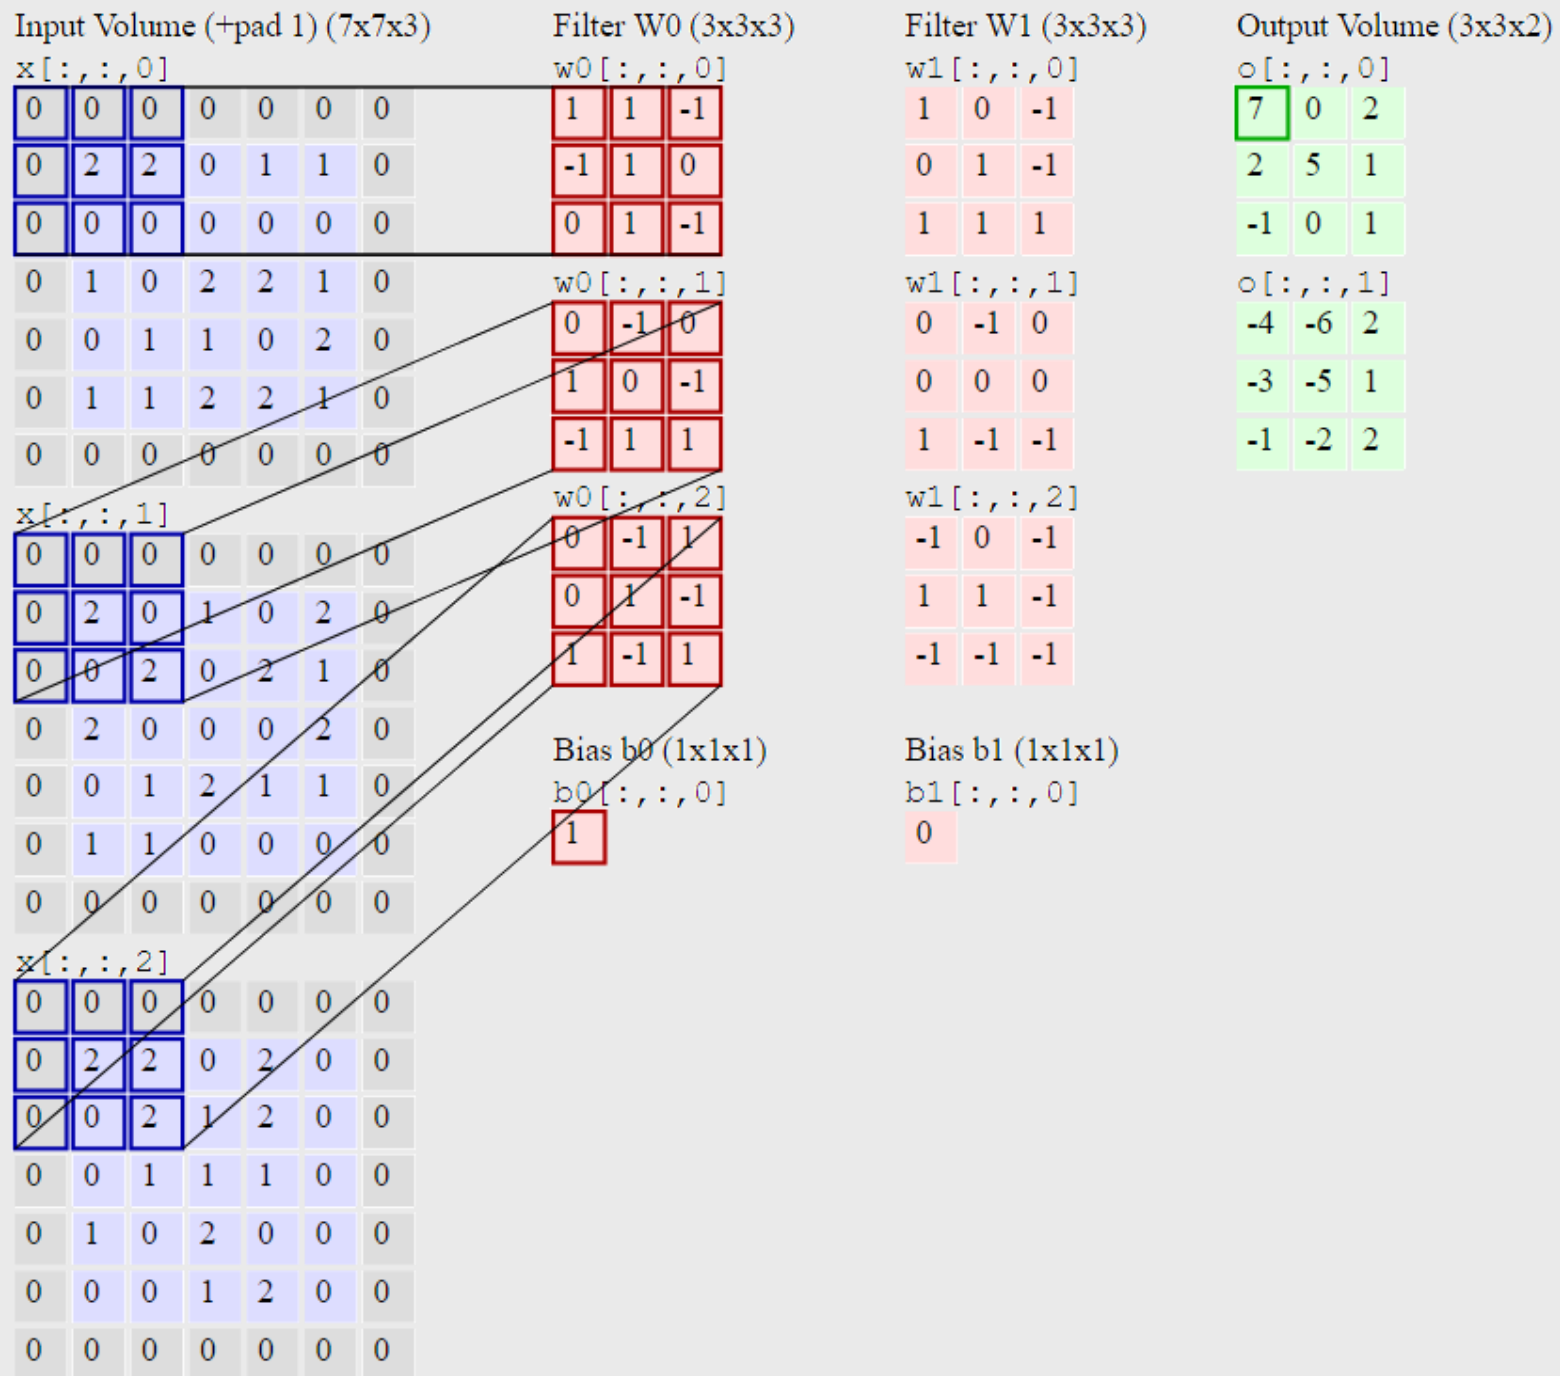 Input Volume (+pad 1) (7x7x3)
x[:,:,0]
0 0 0 0 0 0 0
0 2 2 0 1 1 0
0 0 0 0 0 0 0
0 1 0 2 2 1 0
0 0 1 1 0 2 0
0 1 1 2 2 1 0
0 0 0 0 0 0 0
x[:,:,1]
0 0 0 0 0 0 0
0 2 0 1 0 2 0
0 0 2 0 2 1 0
0 2 0 0 0 2 0
0 0 1 2 1 1 0
0 1 1 0 0 0 0
0 0 0 0 0 0 0
x[:,:,2]
0 0 0 0 0 0 0
0 2 2 0 2 0 0
0 0 2 1 2 0 0
0 0 1 1 1 0 0
0 1 0 2 0 0 0
0 0 0 1 2 0 0
0 0 0 0 0 0 0
Filter W0 (3x3x3)
w0[:,:,0]
1 1 -1
-1 1 0
0 1 -1
w0[:,:,1]
0 -1 0
1 0 -1
-1 1 1
w0[:,:,2]
0 -1 1
0 1 -1
1 -1 1
Bias b0 (1x1x1)
b0[:,:,0]
1
Filter W1 (3x3x3)
w1[:,:,0]
1 0 -1
0 1 -1
1 1 1
w1[:,:,1]
0 -1 0
0 0 0
1 -1 -1
w1[:,:,2]
-1 0 -1
1 1 -1
-1 -1 -1
Bias b1 (1x1x1)
b1[:,:,0]
0
Output Volume (3x3x2)
o[:,:,0]
7 0 2
2 5 1
-1 0 1
o[:,:,1]
-4 -6 2
-3 -5 1
-1 -2 2